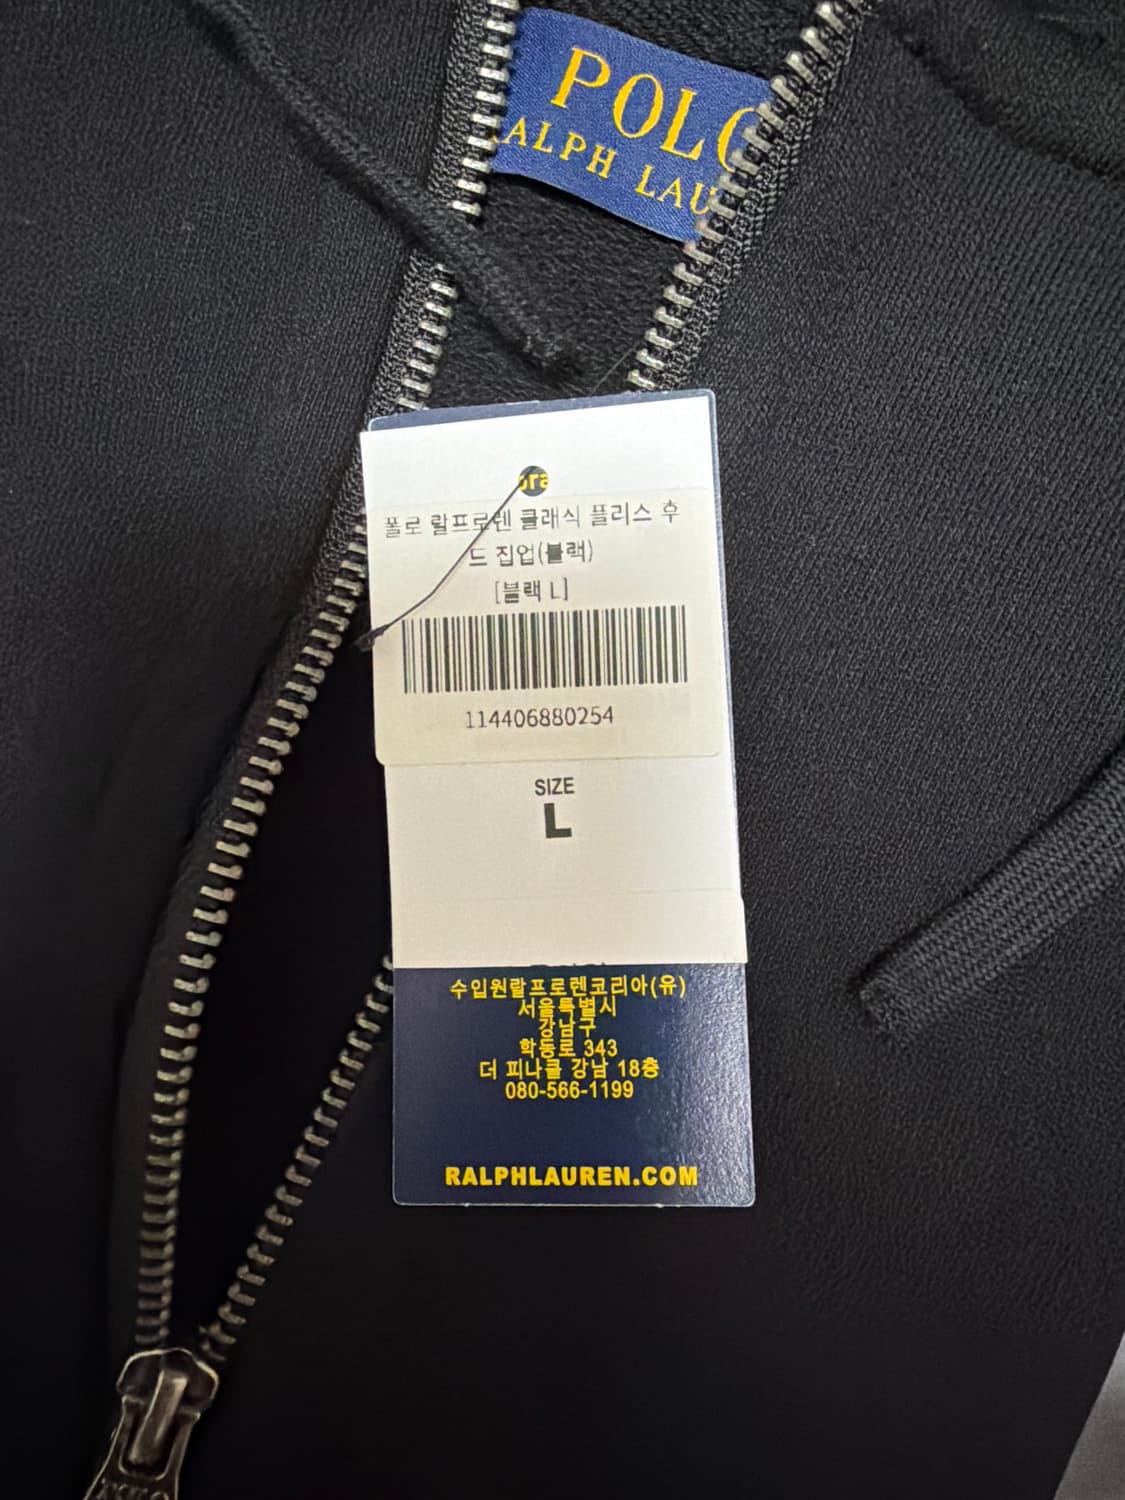 POLO
RALPH LAU
폴로 랄프로렌 클래식 플리스 후
드 집업(블랙)
[블랙 L]
114406880254
SIZE
L
수입원랄프로렌코리아(유)
서울특별시
강남구
학동로 343
더 피나클 강남 18층
080-566-1199
RALPHLAUREN.COM